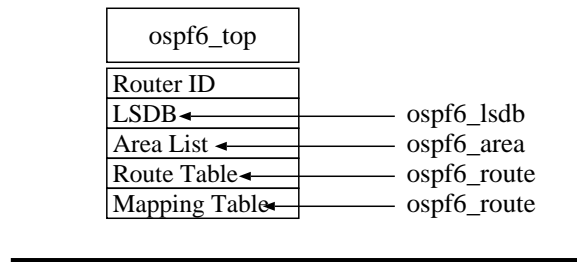 ospf6_top
Router ID
LSDB ospf6_lsdb
Area List ospf6_area
Route Table ospf6_route
Mapping Table ospf6_route